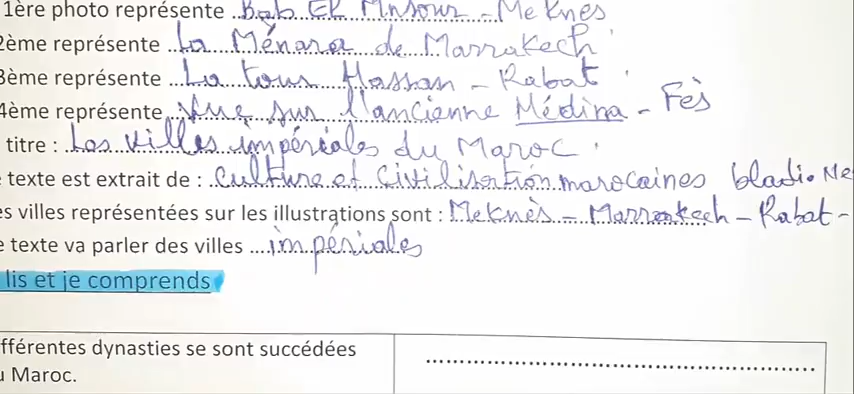 1ère photo représente ..Bab EL Mnsour - Meknes
2ème représente ..La Ménara de Marrakech
3ème représente ...La tour Hassan - Rabat
4ème représente ..Vue sur l'ancienne Médina - Fès
titre : .Les villes impériales du Maroc.
texte est extrait de : .Culture et Civilisation marocaines bladi.Ne
es villes représentées sur les illustrations sont : Meknès - Marrakech - Rabat -
e texte va parler des villes ...impériales
lis et je comprends
fférentes dynasties se sont succédées
u Maroc.